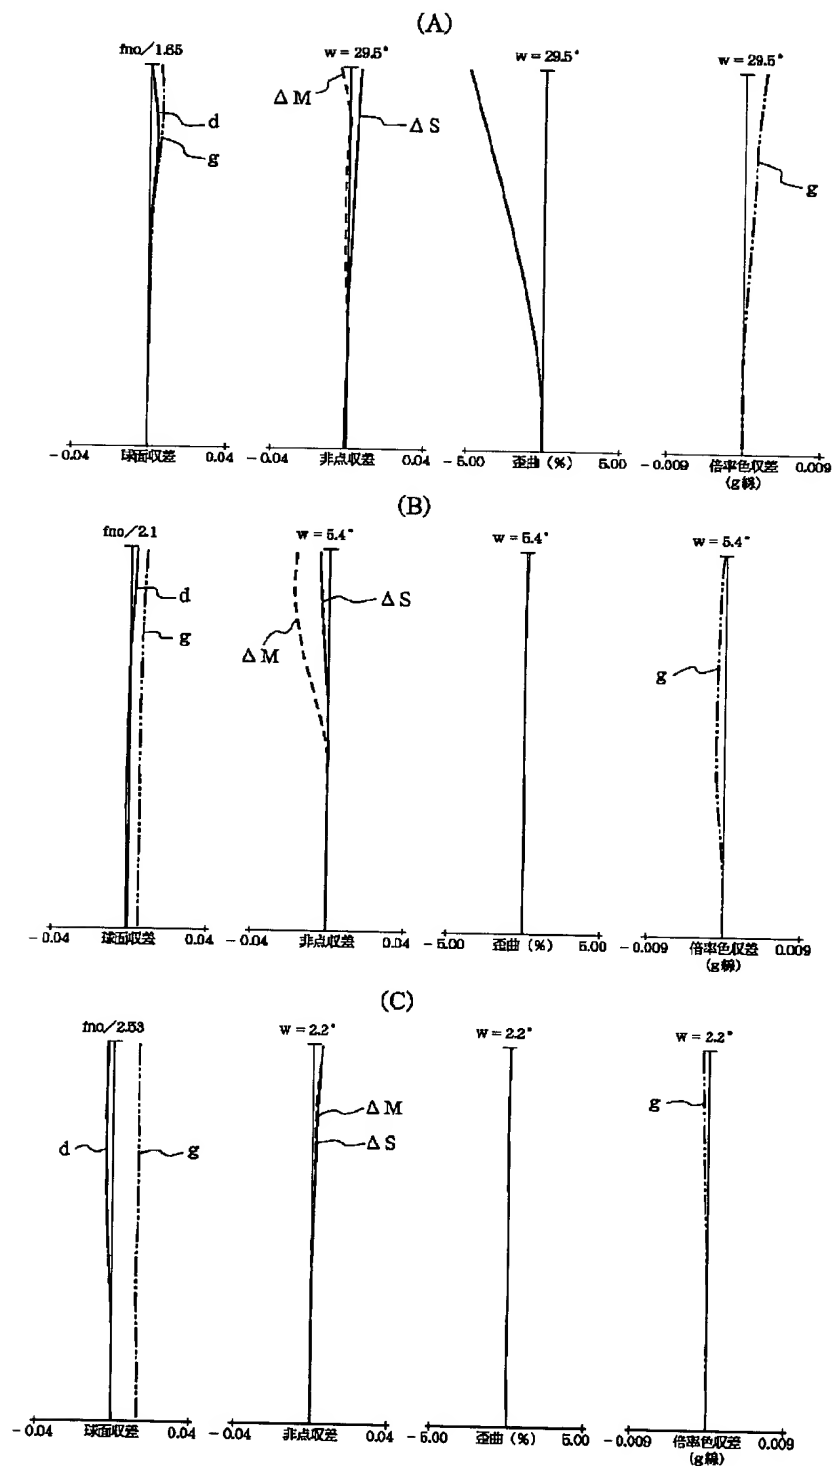 (A)
fno/1.65
w = 29.5°
w = 29.5°
w = 29.5°
ΔM
d
ΔS
g
g
-0.04 球面収差 0.04
-0.04 非点収差 0.04
-5.00 歪曲 (%) 5.00
-0.009 倍率色収差 0.009
(g線)
(B)
fno/2.1
w = 5.4°
w = 5.4°
w = 5.4°
d
ΔS
g
ΔM
g
-0.04 球面収差 0.04
-0.04 非点収差 0.04
-5.00 歪曲 (%) 5.00
-0.009 倍率色収差 0.009
(g線)
(C)
fno/2.53
w = 2.2°
w = 2.2°
w = 2.2°
ΔM
g
d
g
ΔS
-0.04 球面収差 0.04
-0.04 非点収差 0.04
-5.00 歪曲 (%) 5.00
-0.009 倍率色収差 0.009
(g線)